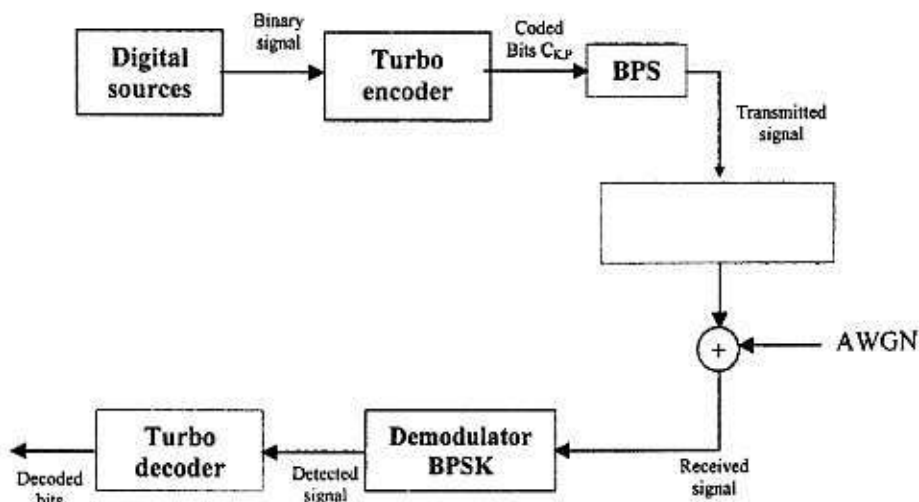 Digital
sources
Binary
signal
Turbo
encoder
Coded
Bits C_{K,P}
BPS
Transmitted
signal
AWGN
Received
signal
Demodulator
BPSK
Detected
signal
Turbo
decoder
Decoded
bits